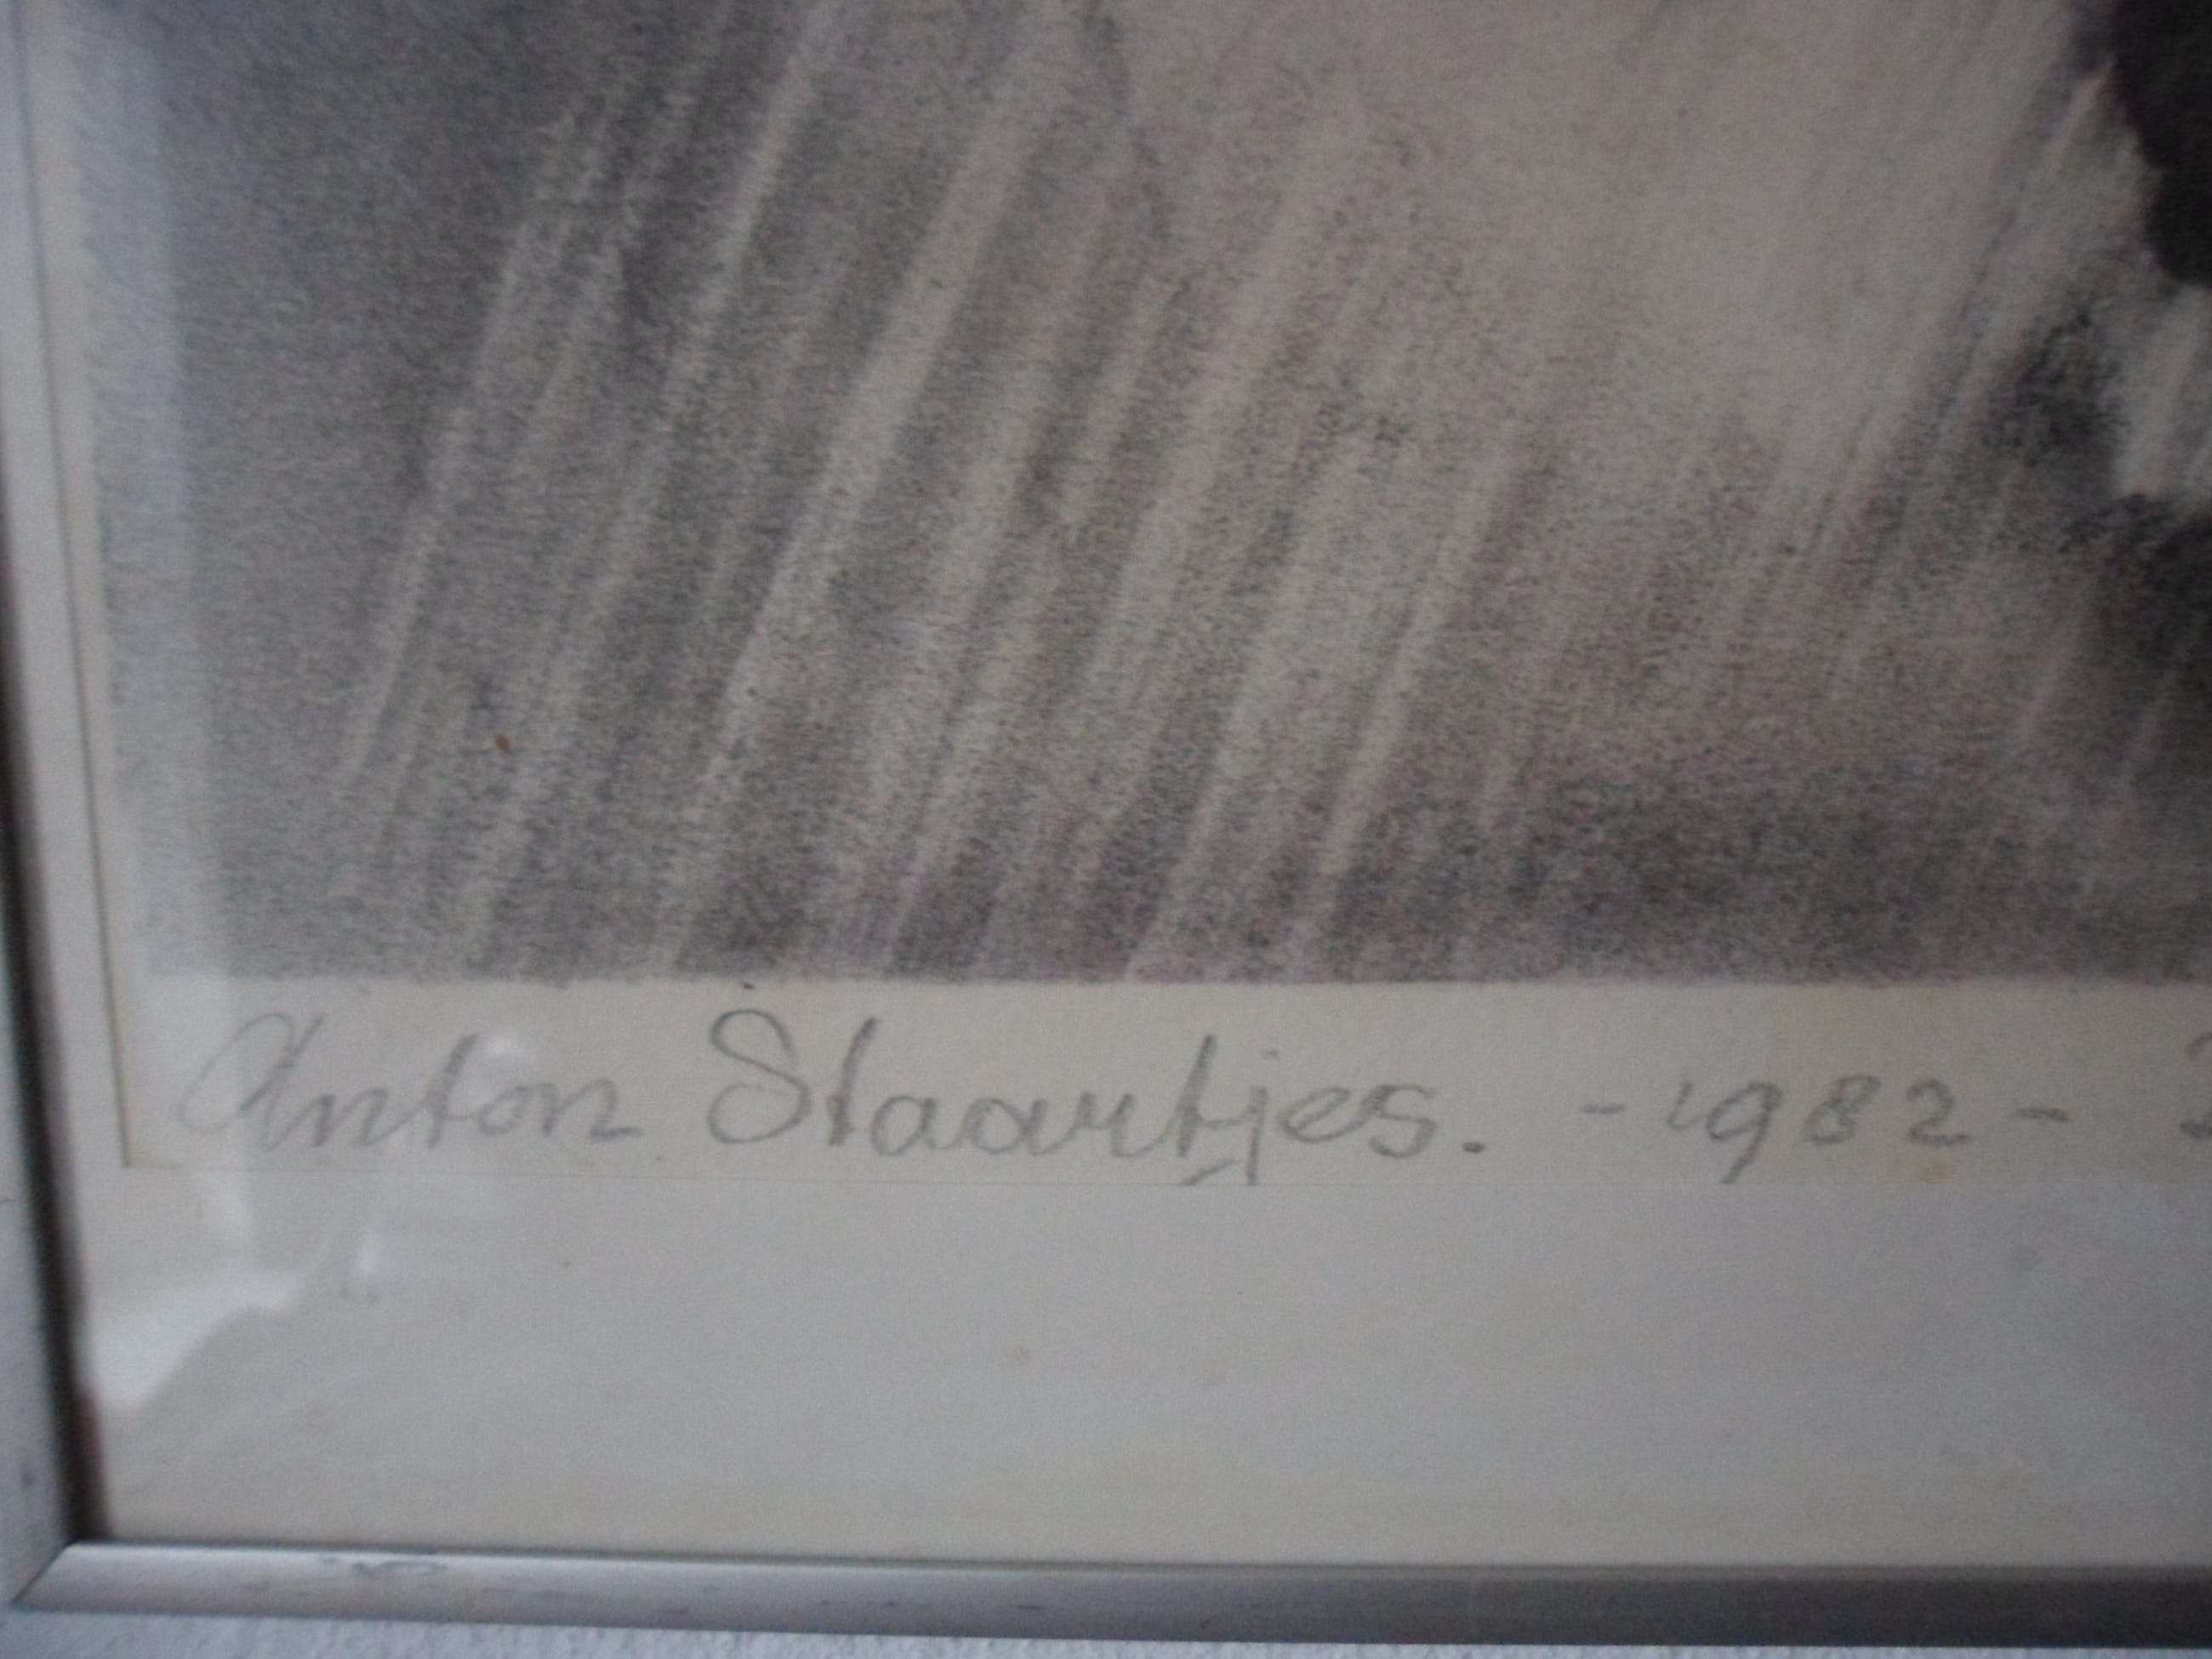 Anton Staartjes. - 1982 -